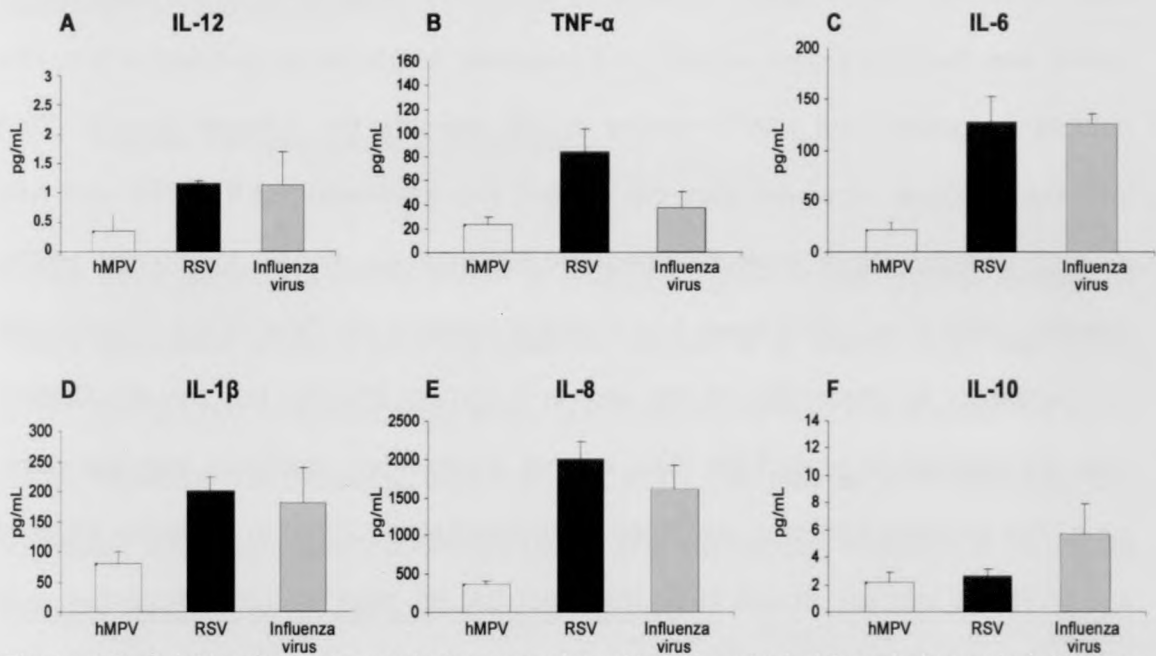 A IL-12
pg/mL
3
2.5
2
1.5
1
0.5
0
hMPV RSV Influenza
virus
B TNF-α
pg/mL
160
140
120
100
80
60
40
20
0
hMPV RSV Influenza
virus
C IL-6
pg/mL
200
150
100
50
0
hMPV RSV Influenza
virus
D IL-1β
pg/mL
300
250
200
150
100
50
0
hMPV RSV Influenza
virus
E IL-8
pg/mL
2500
2000
1500
1000
500
0
hMPV RSV Influenza
virus
F IL-10
pg/mL
14
12
10
8
6
4
2
0
hMPV RSV Influenza
virus